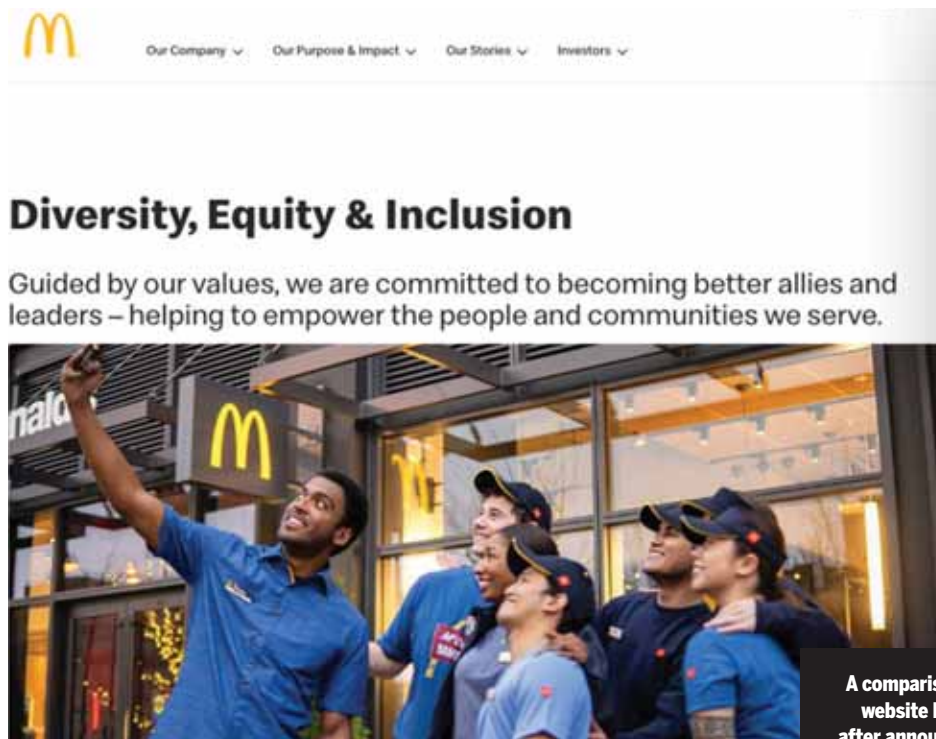 Our Company Our Purpose & Impact Our Stories Investors
Diversity, Equity & Inclusion
Guided by our values, we are committed to becoming better allies and
leaders – helping to empower the people and communities we serve.
M
A
website
after